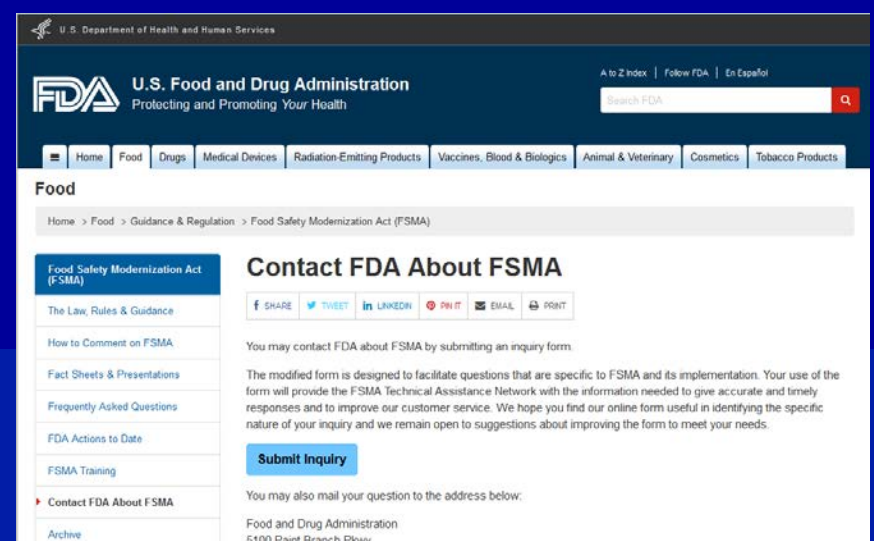 U.S. Department of Health and Human Services
FDA
U.S. Food and Drug Administration
Protecting and Promoting Your Health
A to Z Index | Follow FDA | En Español
Search FDA
Home Food Drugs Medical Devices Radiation-Emitting Products Vaccines, Blood & Biologics Animal & Veterinary Cosmetics Tobacco Products
Food
Home > Food > Guidance & Regulation > Food Safety Modernization Act (FSMA)
Food Safety Modernization Act
(FSMA)
The Law, Rules & Guidance
How to Comment on FSMA
Fact Sheets & Presentations
Frequently Asked Questions
FDA Actions to Date
FSMA Training
Contact FDA About FSMA
Archive
Contact FDA About FSMA
SHARE TWEET LINKEDIN PIN IT EMAIL PRINT
You may contact FDA about FSMA by submitting an inquiry form.
The modified form is designed to facilitate questions that are specific to FSMA and its implementation. Your use of the
form will provide the FSMA Technical Assistance Network with the information needed to give accurate and timely
responses and to improve our customer service. We hope you find our online form useful in identifying the specific
nature of your inquiry and we remain open to suggestions about improving the form to meet your needs.
Submit Inquiry
You may also mail your question to the address below:
Food and Drug Administration
5100 Paint Branch Pkwy